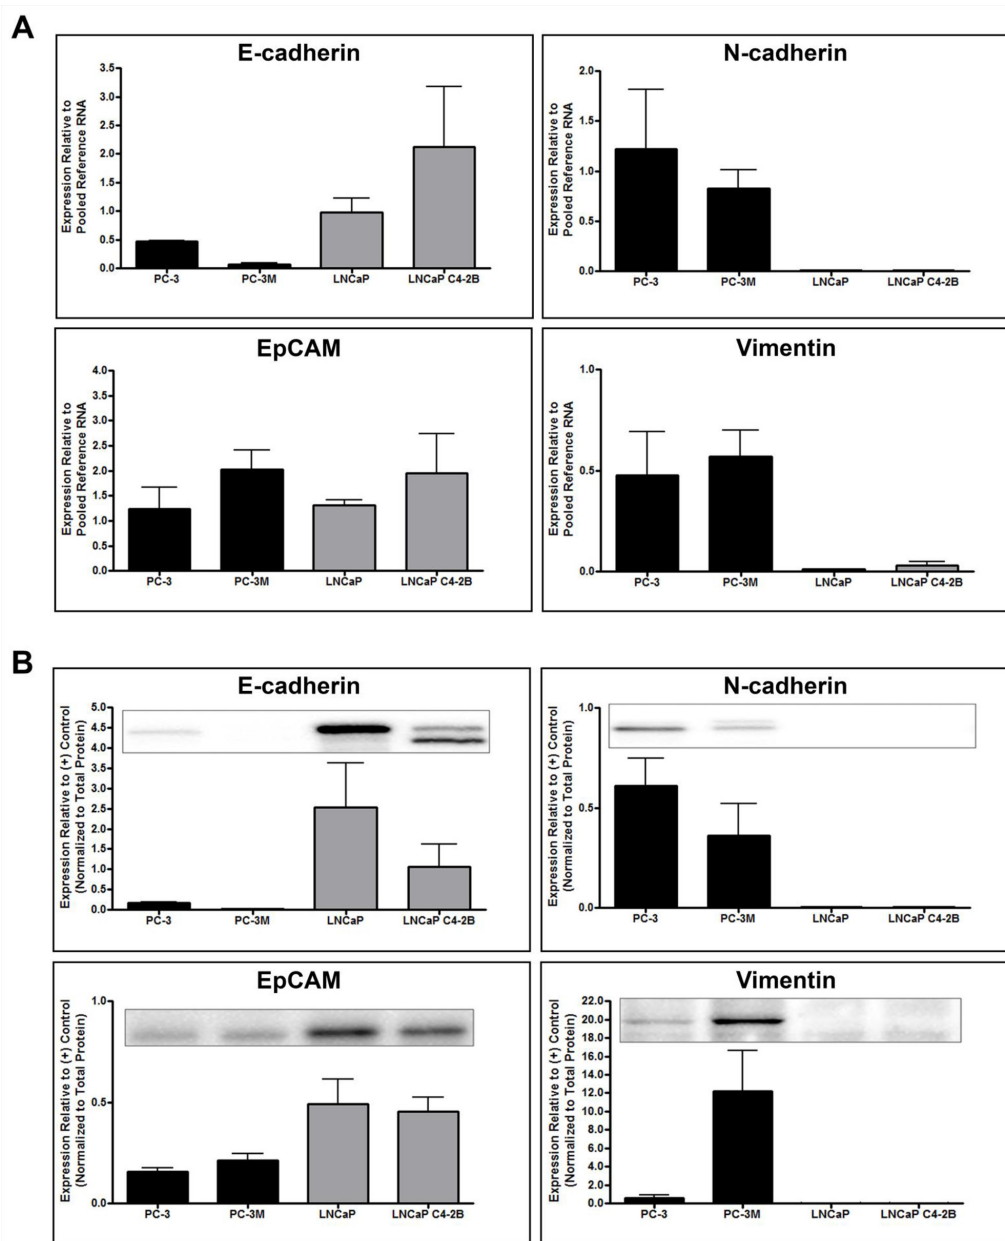 A
E-cadherin
Expression Relative to
Pooled Reference RNA
3.5
3.0
2.5
2.0
1.5
1.0
0.5
0.0
PC-3 PC-3M LNCaP LNCaP C4-2B
N-cadherin
Expression Relative to
Pooled Reference RNA
2.0
1.5
1.0
0.5
0.0
PC-3 PC-3M LNCaP LNCaP C4-2B
EpCAM
Expression Relative to
Pooled Reference RNA
4.0
3.5
3.0
2.5
2.0
1.5
1.0
0.5
0.0
PC-3 PC-3M LNCaP LNCaP C4-2B
Vimentin
Expression Relative to
Pooled Reference RNA
1.0
0.5
0.0
PC-3 PC-3M LNCaP LNCaP C4-2B
B
E-cadherin
Expression Relative to (+) Control
(Normalized to Total Protein)
5.0
4.5
4.0
3.5
3.0
2.5
2.0
1.5
1.0
0.5
0.0
PC-3 PC-3M LNCaP LNCaP C4-2B
N-cadherin
Expression Relative to (+) Control
(Normalized to Total Protein)
1.0
0.5
0.0
PC-3 PC-3M LNCaP LNCaP C4-2B
EpCAM
Expression Relative to (+) Control
(Normalized to Total Protein)
1.0
0.5
0.0
PC-3 PC-3M LNCaP LNCaP C4-2B
Vimentin
Expression Relative to (+) Control
(Normalized to Total Protein)
22.0
20.0
18.0
16.0
14.0
12.0
10.0
8.0
6.0
4.0
2.0
0.0
PC-3 PC-3M LNCaP LNCaP C4-2B